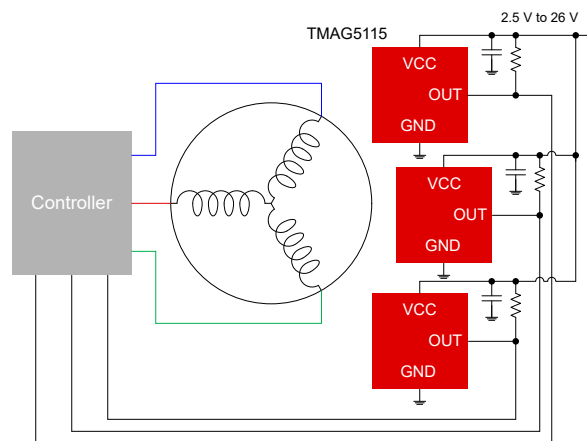 2.5 V to 26 V
TMAG5115
VCC
OUT
GND
VCC
OUT
GND
Controller
VCC
OUT
GND